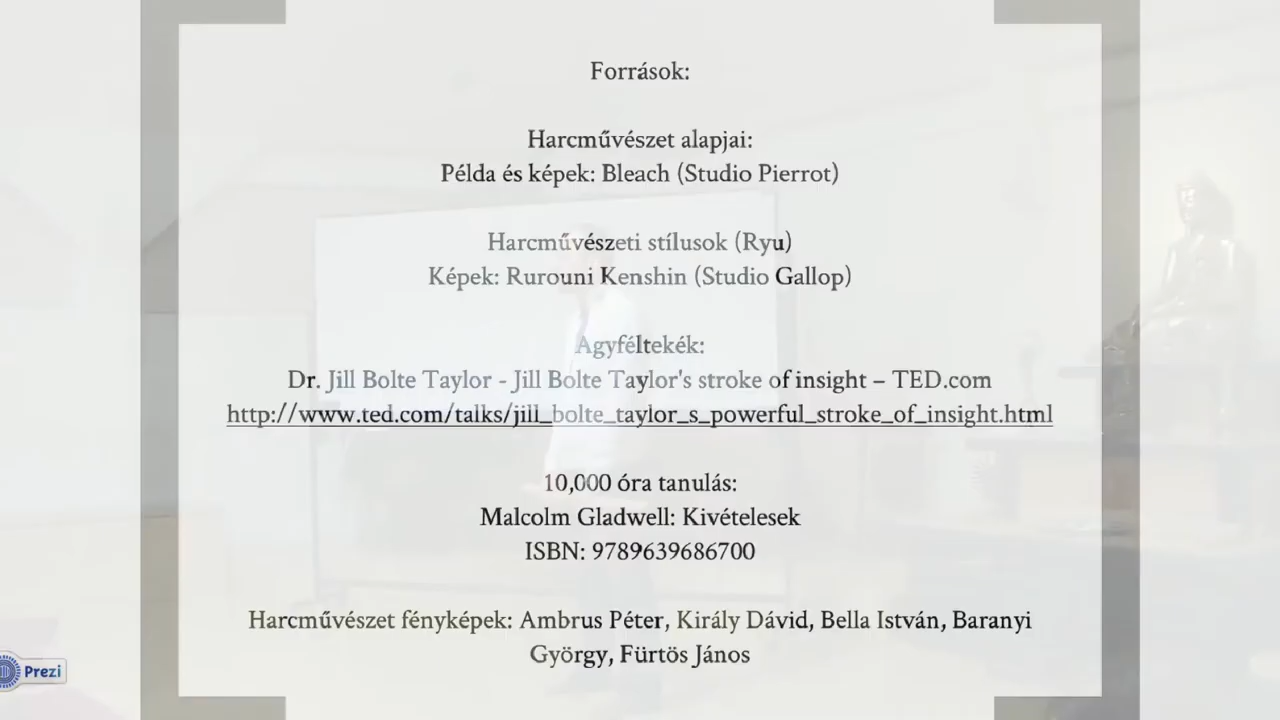 Források:
Harcművészet alapjai:
Példa és képek: Bleach (Studio Pierrot)
Harcművészeti stílusok (Ryu)
Képek: Rurouni Kenshin (Studio Gallop)
Agyféltekék:
Dr. Jill Bolte Taylor - Jill Bolte Taylor's stroke of insight – TED.com
http://www.ted.com/talks/jill_bolte_taylor_s_powerful_stroke_of_insight.html
10,000 óra tanulás:
Malcolm Gladwell: Kivételesek
ISBN: 9789639686700
Harcművészet fényképek: Ambrus Péter, Király Dávid, Bella István, Baranyi
György, Fürtös János
Prezi